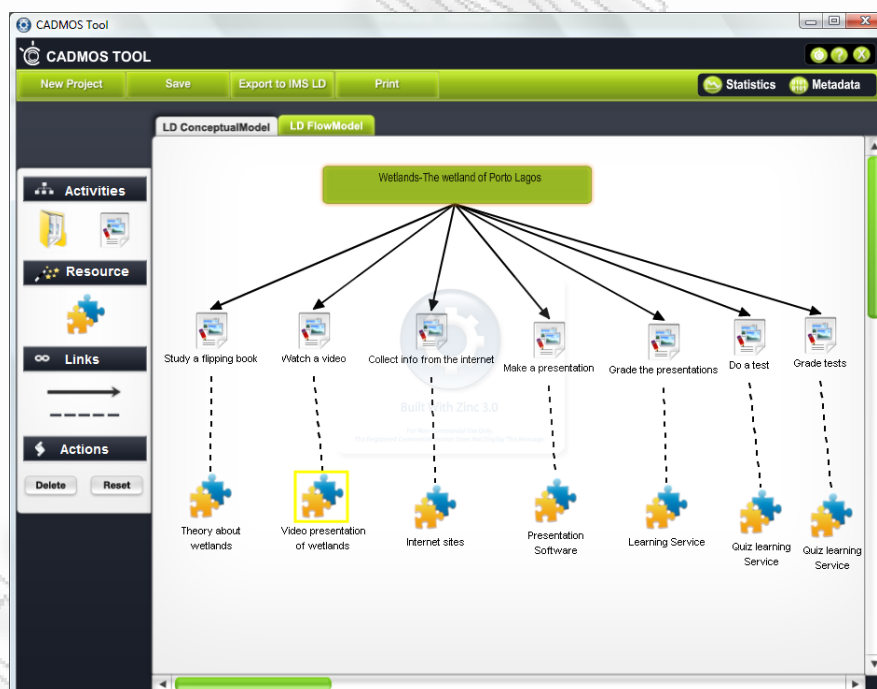 CADMOS Tool
CADMOS TOOL
New Project
Save
Export to IMS LD
Print
Statistics
Metadata
LD ConceptualModel
LD FlowModel
Activities
Resource
Links
Actions
Delete
Reset
Wetlands-The wetland of Porto Lagos
Study a flipping book
Watch a video
Collect info from the internet
Make a presentation
Grade the presentations
Do a test
Grade tests
Built With Zinc 3.0
Theory about
wetlands
Video presentation
of wetlands
Internet sites
Presentation
Software
Learning Service
Quiz learning
Service
Quiz learning
Service